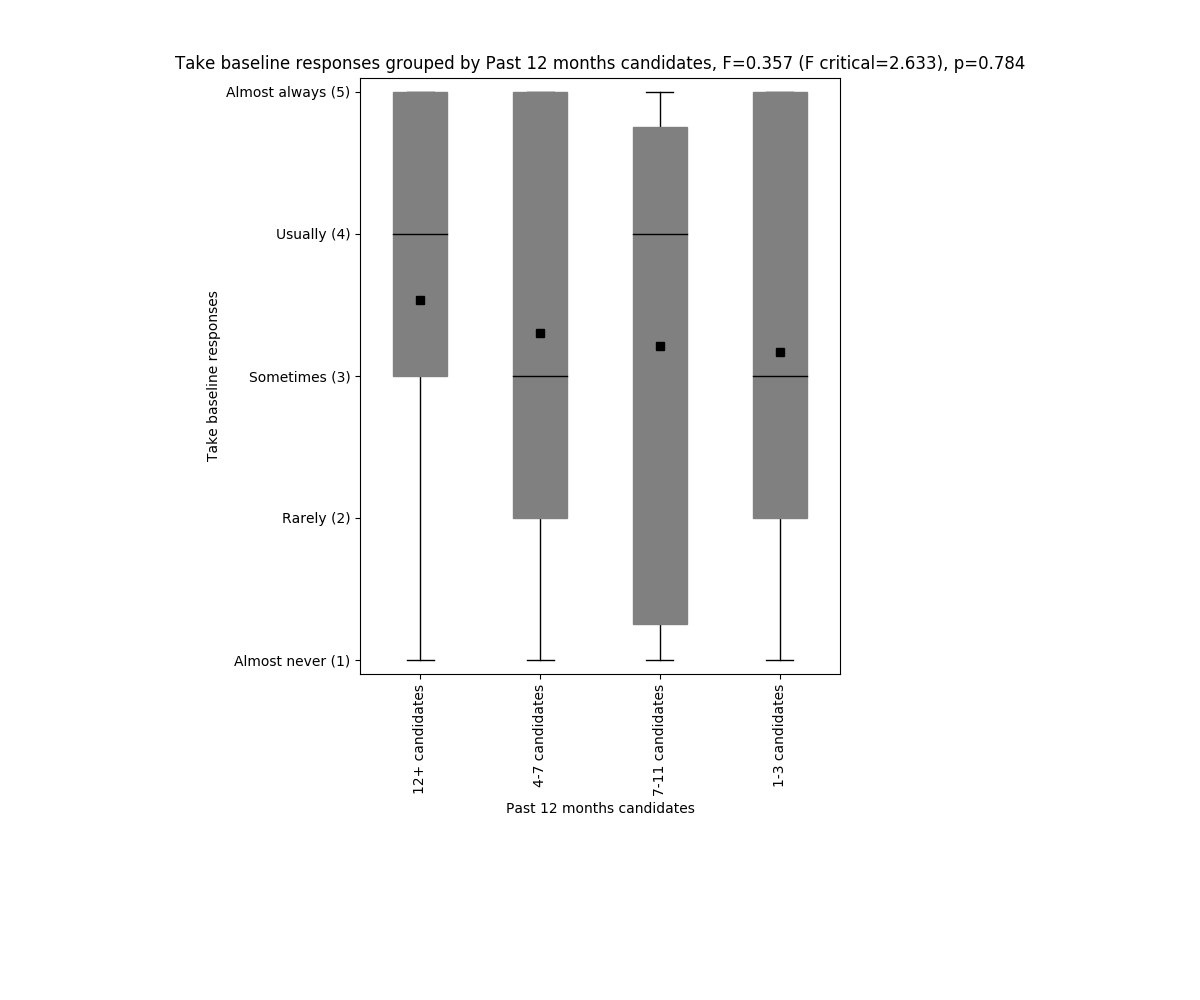 Take baseline responses grouped by Past 12 months candidates, F=0.357 (F critical=2.633), p=0.784
Almost always (5)
Usually (4)
Sometimes (3)
Rarely (2)
Almost never (1)
Take baseline responses
12+ candidates
4-7 candidates
7-11 candidates
1-3 candidates
Past 12 months candidates